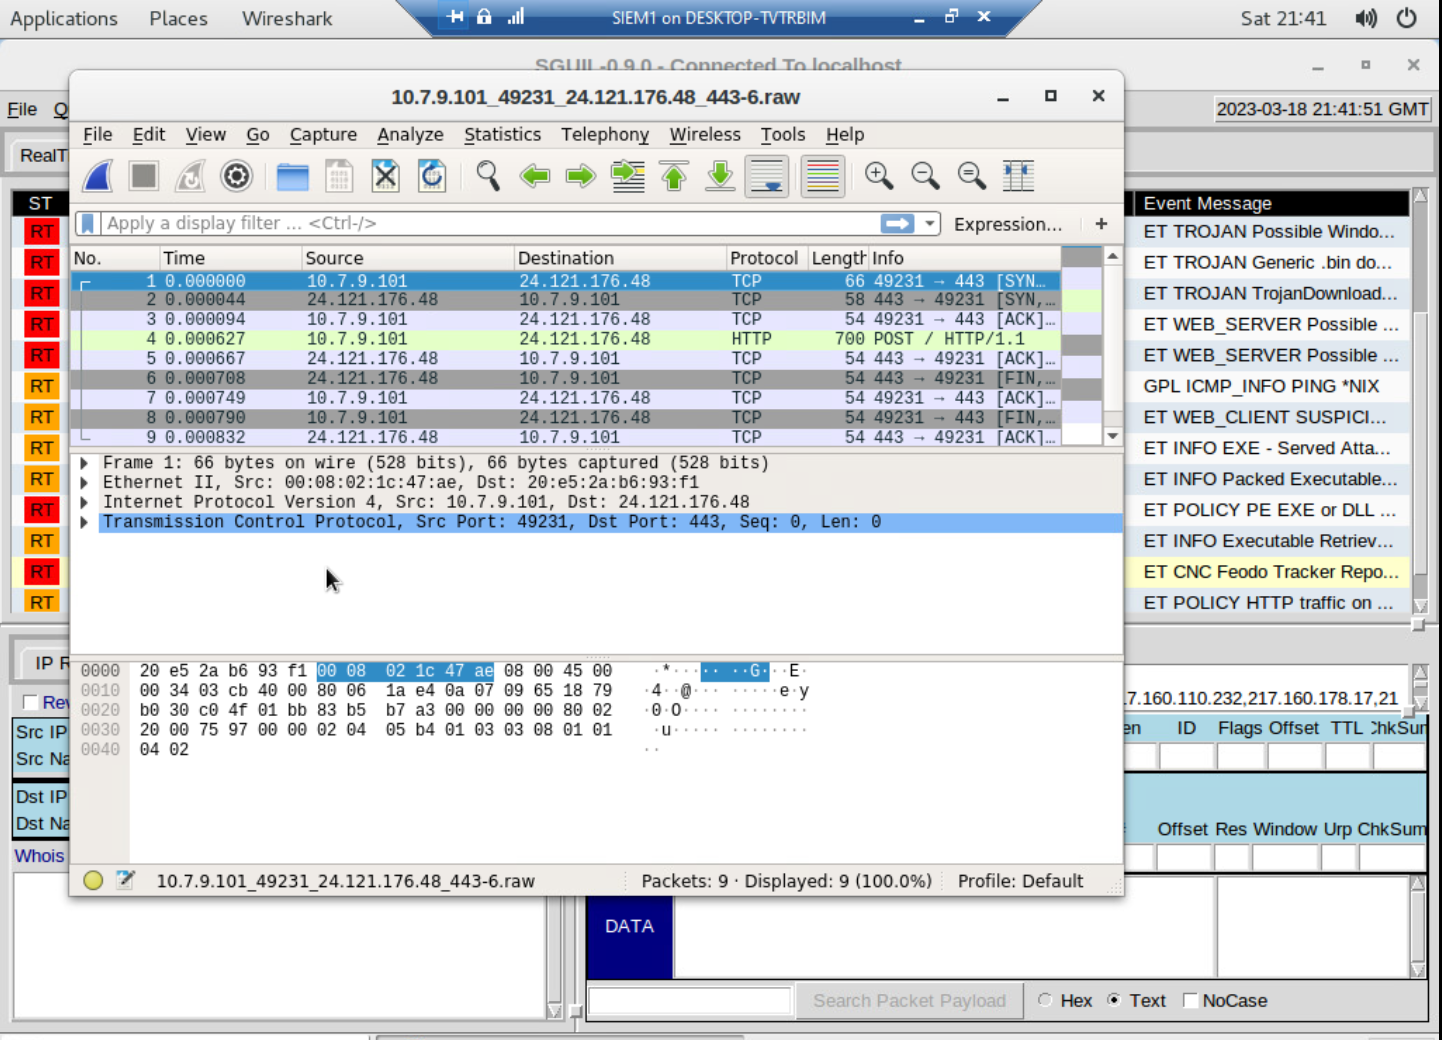 Applications Places Wireshark SIEM1 on DESKTOP-TVTRBIM Sat 21:41
SGUIL-0.9.0 - Connected To localhost
File Q 2023-03-18 21:41:51 GMT
RealT
10.7.9.101_49231_24.121.176.48_443-6.raw
File Edit View Go Capture Analyze Statistics Telephony Wireless Tools Help
Apply a display filter ... <Ctrl-/> Expression... +
No. Time Source Destination Protocol Length Info
1 0.000000 10.7.9.101 24.121.176.48 TCP 66 49231 → 443 [SYN…
2 0.000044 24.121.176.48 10.7.9.101 TCP 58 443 → 49231 [SYN,…
3 0.000094 10.7.9.101 24.121.176.48 TCP 54 49231 → 443 [ACK]…
4 0.000627 10.7.9.101 24.121.176.48 HTTP 700 POST / HTTP/1.1
5 0.000667 24.121.176.48 10.7.9.101 TCP 54 443 → 49231 [ACK]…
6 0.000708 24.121.176.48 10.7.9.101 TCP 54 443 → 49231 [FIN,…
7 0.000749 10.7.9.101 24.121.176.48 TCP 54 49231 → 443 [ACK]…
8 0.000790 10.7.9.101 24.121.176.48 TCP 54 49231 → 443 [FIN,…
9 0.000832 24.121.176.48 10.7.9.101 TCP 54 443 → 49231 [ACK]…
Frame 1: 66 bytes on wire (528 bits), 66 bytes captured (528 bits)
Ethernet II, Src: 00:08:02:1c:47:ae, Dst: 20:e5:2a:b6:93:f1
Internet Protocol Version 4, Src: 10.7.9.101, Dst: 24.121.176.48
Transmission Control Protocol, Src Port: 49231, Dst Port: 443, Seq: 0, Len: 0
0000 20 e5 2a b6 93 f1 00 08 02 1c 47 ae 08 00 45 00 ·*····· ··G···E·
0010 00 34 03 cb 40 00 80 06 1a e4 0a 07 09 65 18 79 ·4··@··· ·····e·y
0020 b0 30 c0 4f 01 bb 83 b5 b7 a3 00 00 00 00 80 02 ·0·O···· ········
0030 20 00 75 97 00 00 02 04 05 b4 01 03 03 08 01 01 ·u····· ········
0040 04 02 ··
10.7.9.101_49231_24.121.176.48_443-6.raw Packets: 9 · Displayed: 9 (100.0%) Profile: Default
ST Event Message
RT ET TROJAN Possible Windo...
RT ET TROJAN Generic .bin do...
RT ET TROJAN TrojanDownload...
RT ET WEB_SERVER Possible ...
RT ET WEB_SERVER Possible ...
RT GPL ICMP_INFO PING *NIX
RT ET WEB_CLIENT SUSPICI...
RT ET INFO EXE - Served Atta...
RT ET INFO Packed Executable...
RT ET POLICY PE EXE or DLL ...
RT ET INFO Executable Retriev...
RT ET CNC Feodo Tracker Repo...
RT ET POLICY HTTP traffic on ...
IP R
Rev
Src IP
Src Na
Dst IP
Dst Na
Whois
7.160.110.232,217.160.178.17,21
en ID Flags Offset TTL ChkSum
Offset Res Window Urp ChkSum
DATA
Search Packet Payload Hex Text NoCase